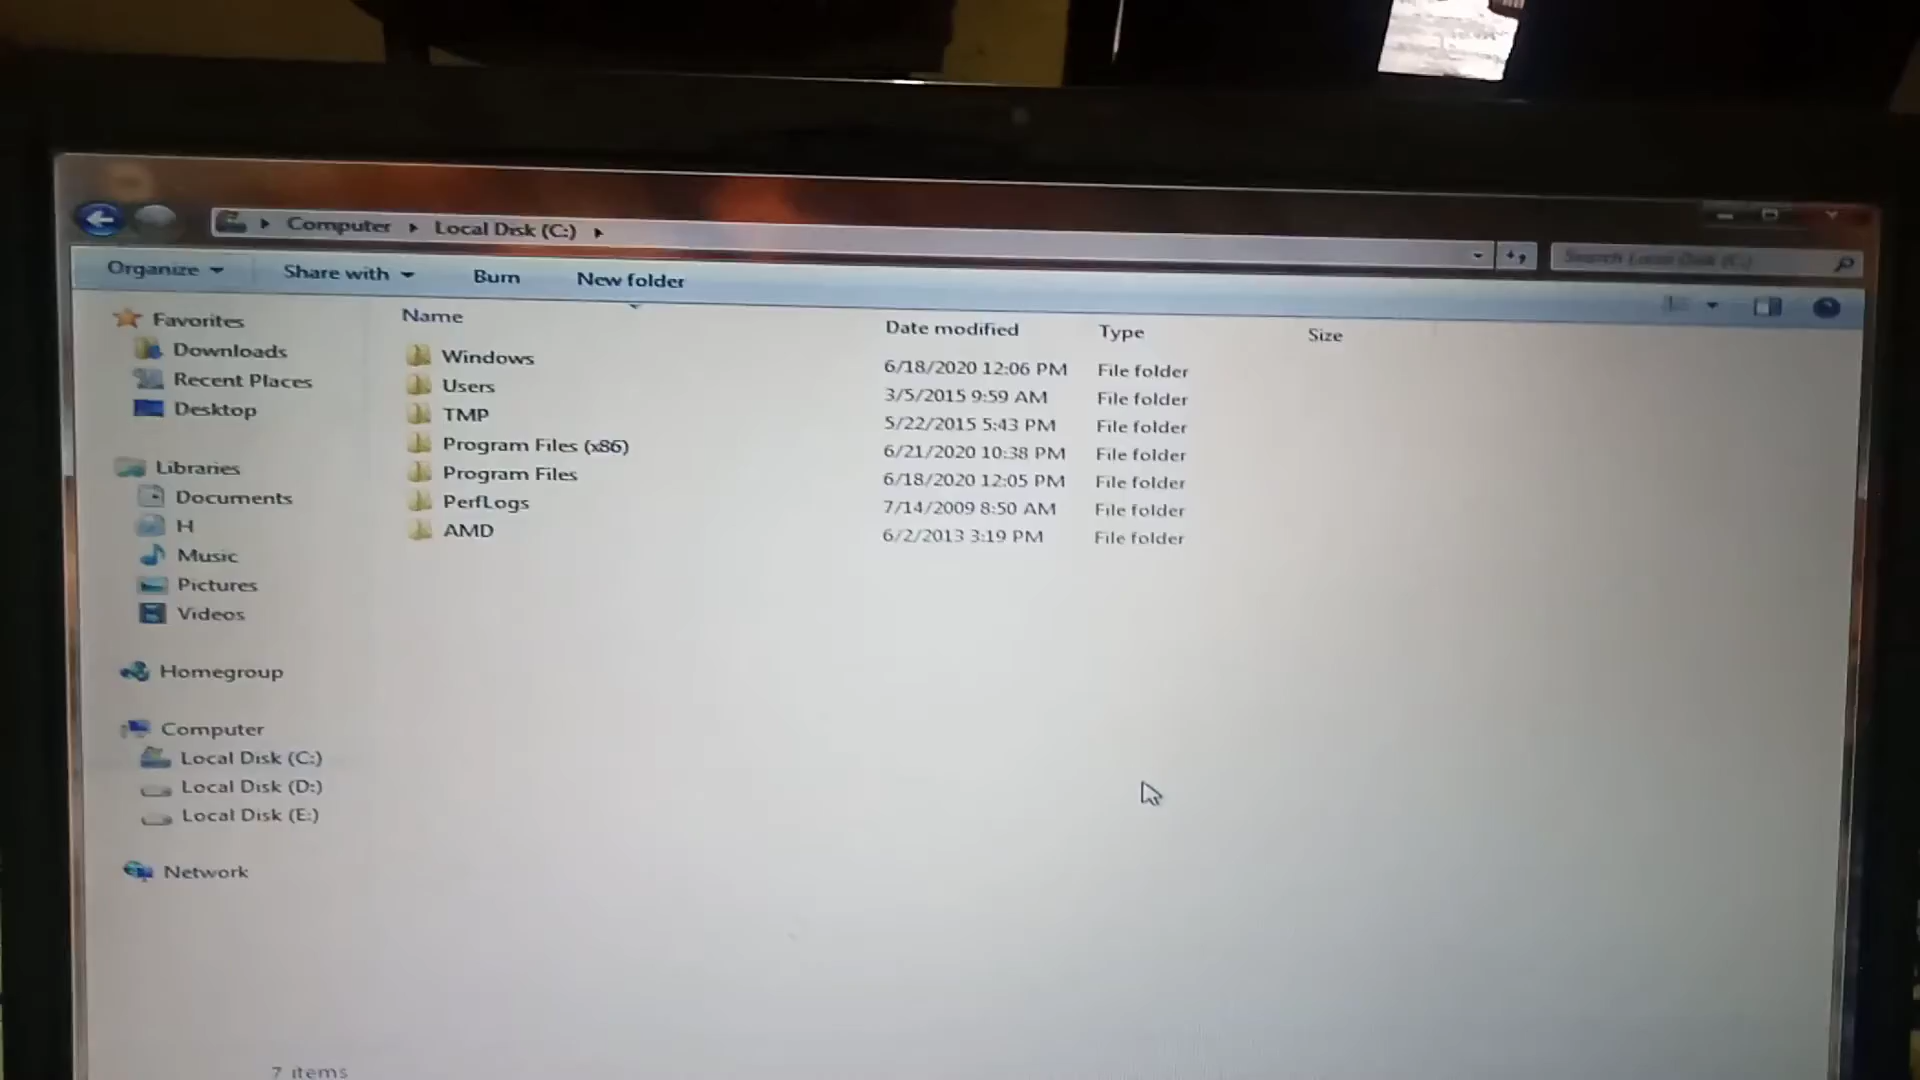 Computer Local Disk (C:)
Search Local Disk (C:)
Organize Share with Burn New folder
Name Date modified Type Size
Windows 6/18/2020 12:06 PM File folder
Users 3/5/2015 9:59 AM File folder
TMP 5/22/2015 5:43 PM File folder
Program Files (x86) 6/21/2020 10:38 PM File folder
Program Files 6/18/2020 12:05 PM File folder
PerfLogs 7/14/2009 8:50 AM File folder
AMD 6/2/2013 3:19 PM File folder
Favorites
Downloads
Recent Places
Desktop
Libraries
Documents
H
Music
Pictures
Videos
Homegroup
Computer
Local Disk (C:)
Local Disk (D:)
Local Disk (E:)
Network
7 items